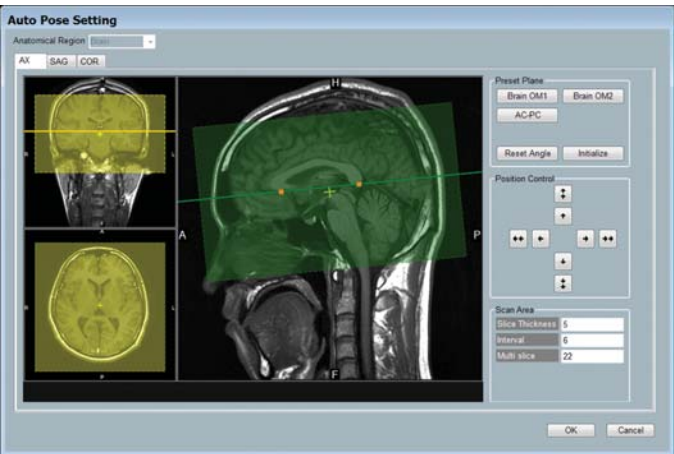 Auto Pose Setting
Anatomical Region Brain
AX SAG COR
H
R L
A
R L
P
A P
F
Preset Plane
Brain OM1 Brain OM2
AC-PC
Reset Angle Initialize
Position Control
Scan Area
Slice Thickness 5
Interval 6
Multi slice 22
OK Cancel